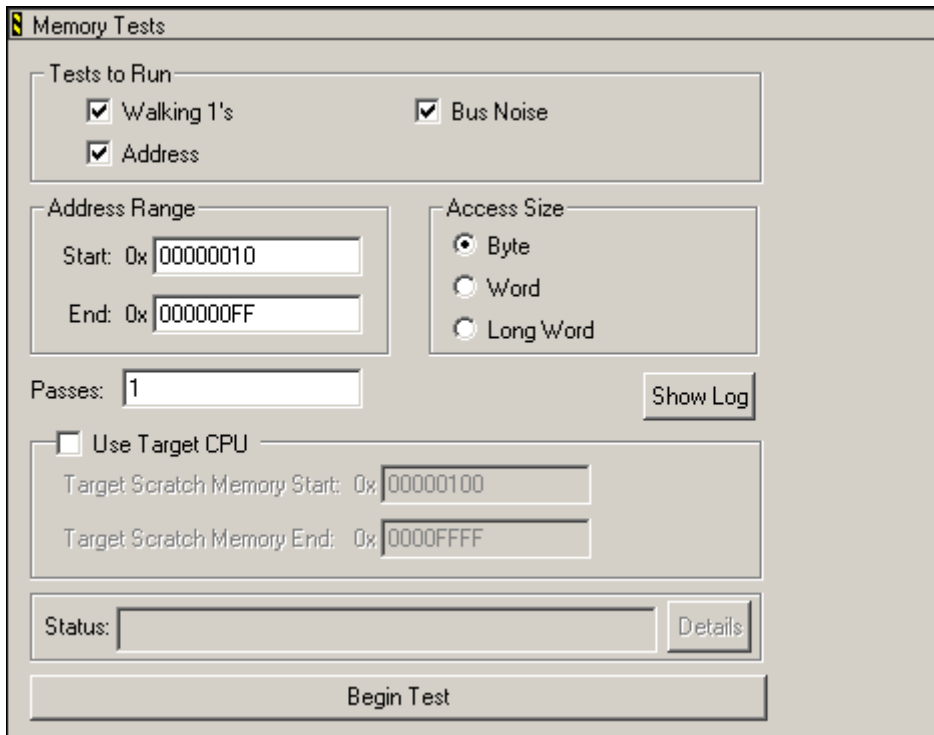 Memory Tests
Tests to Run
Walking 1's
Bus Noise
Address
Address Range
Access Size
Start: 0x 00000010
Byte
Word
End: 0x 000000FF
Long Word
Passes: 1
Show Log
Use Target CPU
Target Scratch Memory Start: 0x 00000100
Target Scratch Memory End: 0x 0000FFFF
Status:
Details
Begin Test